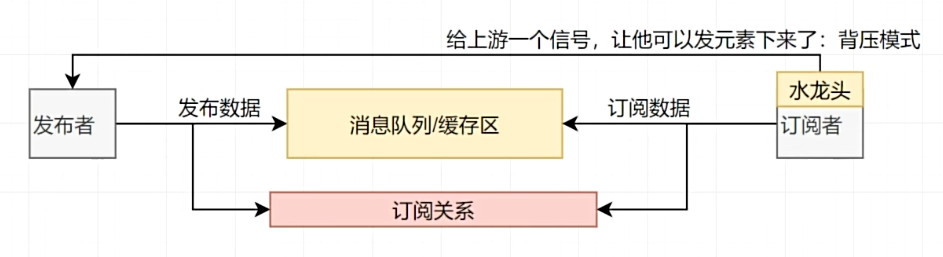 给上游一个信号，让他可以发元素下来了：背压模式
水龙头
发布者
发布数据
消息队列/缓存区
订阅数据
订阅者
订阅关系